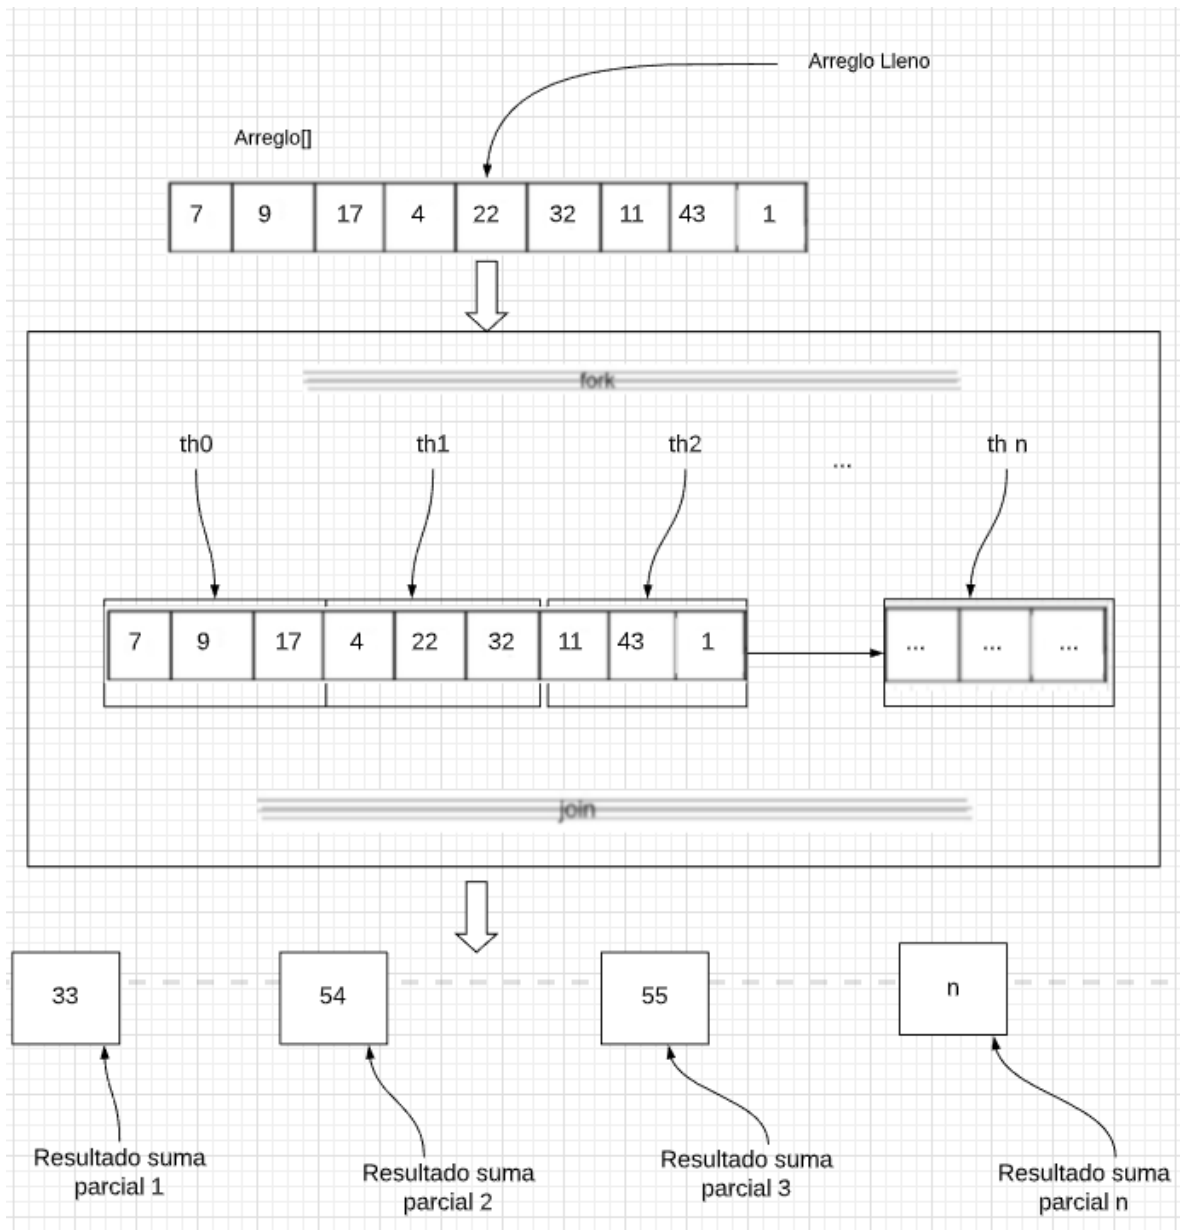 Arreglo Lleno
Arreglo[]
7 9 17 4 22 32 11 43 1
fork
th0 th1 th2 ... th n
7 9 17 4 22 32 11 43 1 ... ... ...
join
33 54 55 n
Resultado suma
parcial 1
Resultado suma
parcial 2
Resultado suma
parcial 3
Resultado suma
parcial n